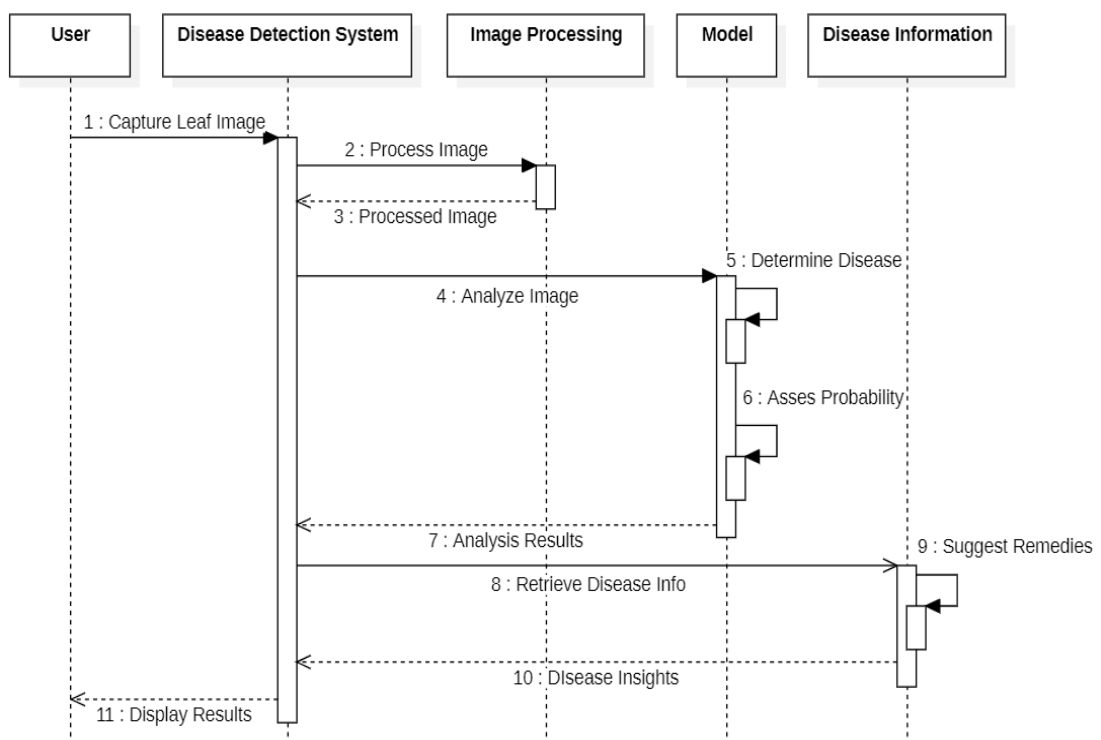 User
Disease Detection System
Image Processing
Model
Disease Information
1 : Capture Leaf Image
2 : Process Image
3 : Processed Image
5 : Determine Disease
4 : Analyze Image
6 : Asses Probability
7 : Analysis Results
9 : Suggest Remedies
8 : Retrieve Disease Info
10 : DIsease Insights
11 : Display Results